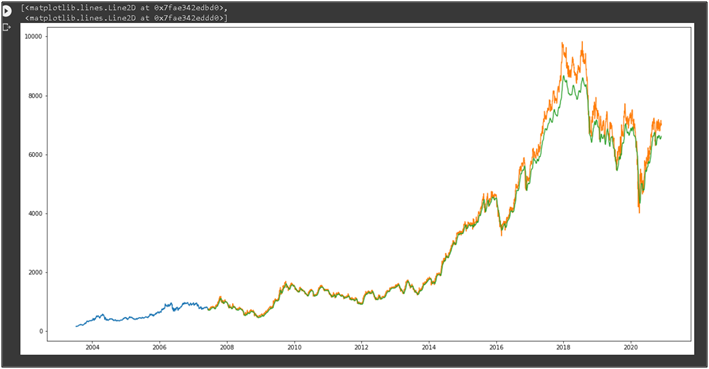 [<matplotlib.lines.Line2D at 0x7fae342edbd0>,
<matplotlib.lines.Line2D at 0x7fae342eddd0>]
10000
8000
6000
4000
2000
0
2004 2006 2008 2010 2012 2014 2016 2018 2020